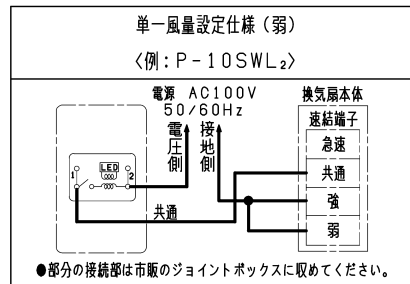 単一風量設定仕様（弱）
〈例：P-10SWL₂〉
電源 AC100V
50/60Hz
電圧側
接地側
換気扇本体
速結端子
急速
共通
強
弱
LED
1
2
共通
●部分の接続部は市販のジョイントボックスに収めてください。